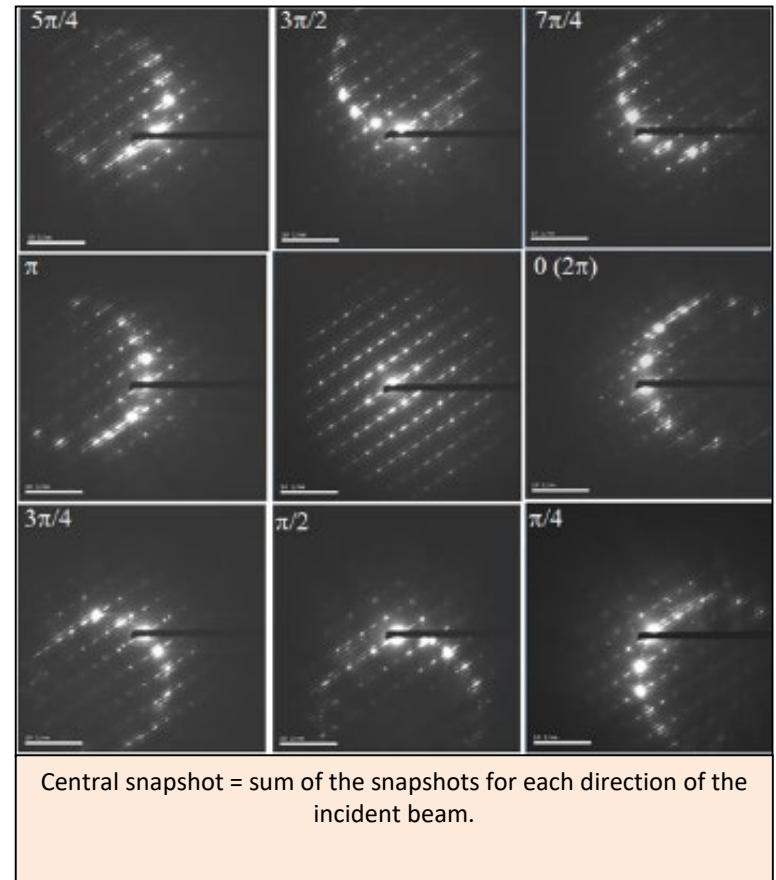 5π/4
3π/2
7π/4
π
0 (2π)
3π/4
π/2
π/4
Central snapshot = sum of the snapshots for each direction of the
incident beam.